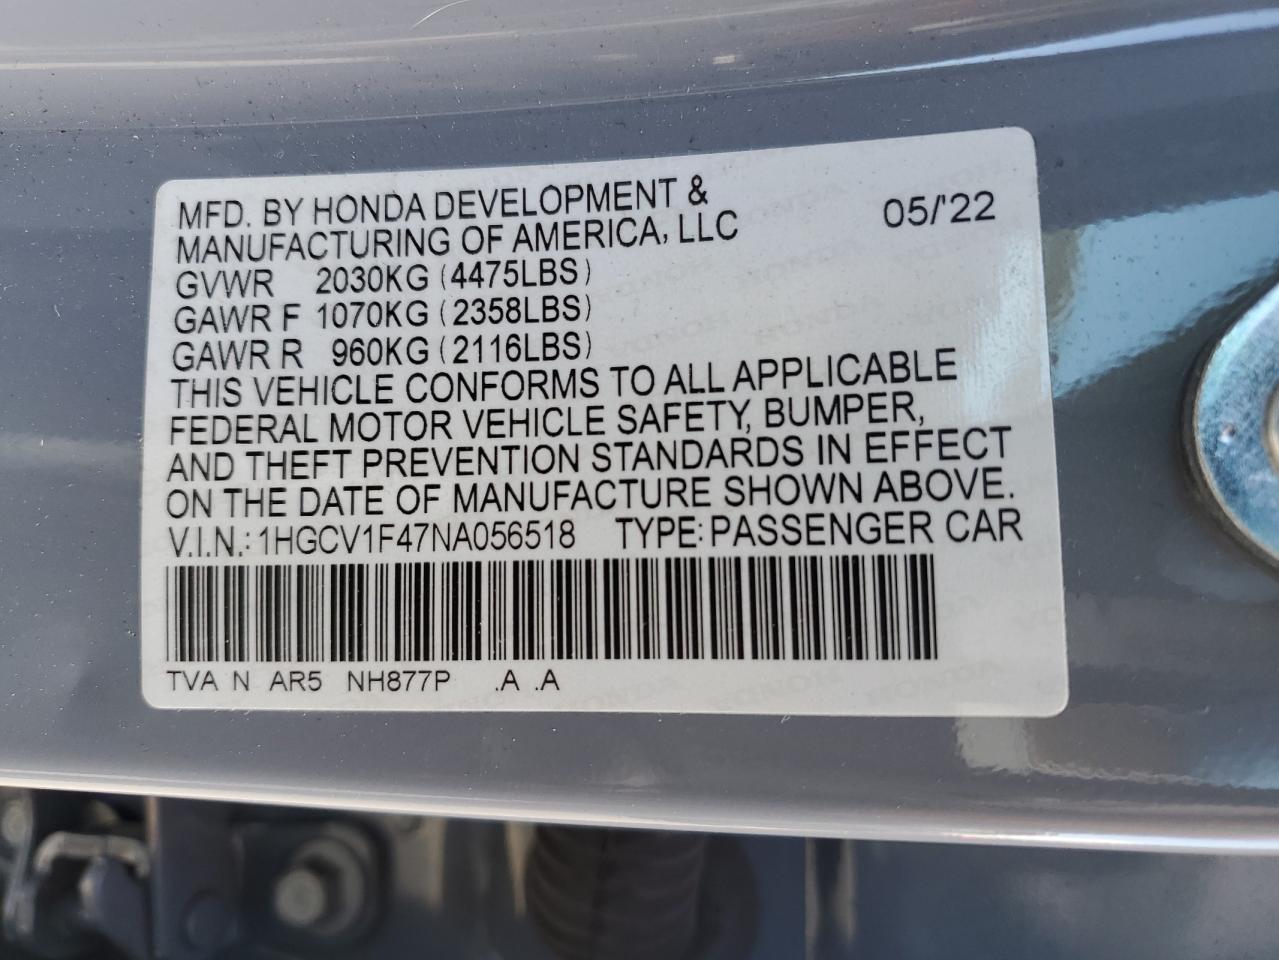 MFD. BY HONDA DEVELOPMENT &
MANUFACTURING OF AMERICA, LLC
05/'22
GVWR 2030KG (4475LBS)
GAWR F 1070KG (2358LBS)
GAWR R 960KG (2116LBS)
THIS VEHICLE CONFORMS TO ALL APPLICABLE
FEDERAL MOTOR VEHICLE SAFETY, BUMPER,
AND THEFT PREVENTION STANDARDS IN EFFECT
ON THE DATE OF MANUFACTURE SHOWN ABOVE.
V.I.N.: 1HGCV1F47NA056518 TYPE: PASSENGER CAR
TVA N AR5 NH877P .A .A